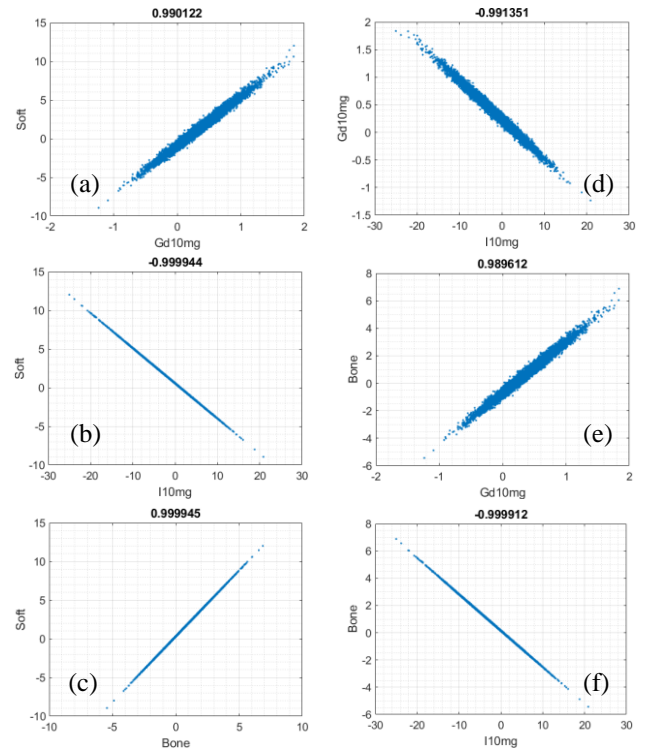 0.990122
15
10
5
0
-5
-10
Soft
(a)
-1 0 1 2
Gd10mg
-0.991351
2
1.5
1
0.5
0
-0.5
-1
-1.5
Gd10mg
(d)
-30 -20 -10 0 10 20 30
I10mg
-0.999944
15
10
5
0
-5
-10
Soft
(b)
-30 -20 -10 0 10 20 30
I10mg
0.989612
8
6
4
2
0
-2
-4
-6
Bone
(e)
-2 -1 0 1 2
Gd10mg
0.999945
15
10
5
0
-5
-10
Soft
(c)
-10 -5 0 5 10
Bone
-0.999912
8
6
4
2
0
-2
-4
-6
Bone
(f)
-30 -20 -10 0 10 20 30
I10mg